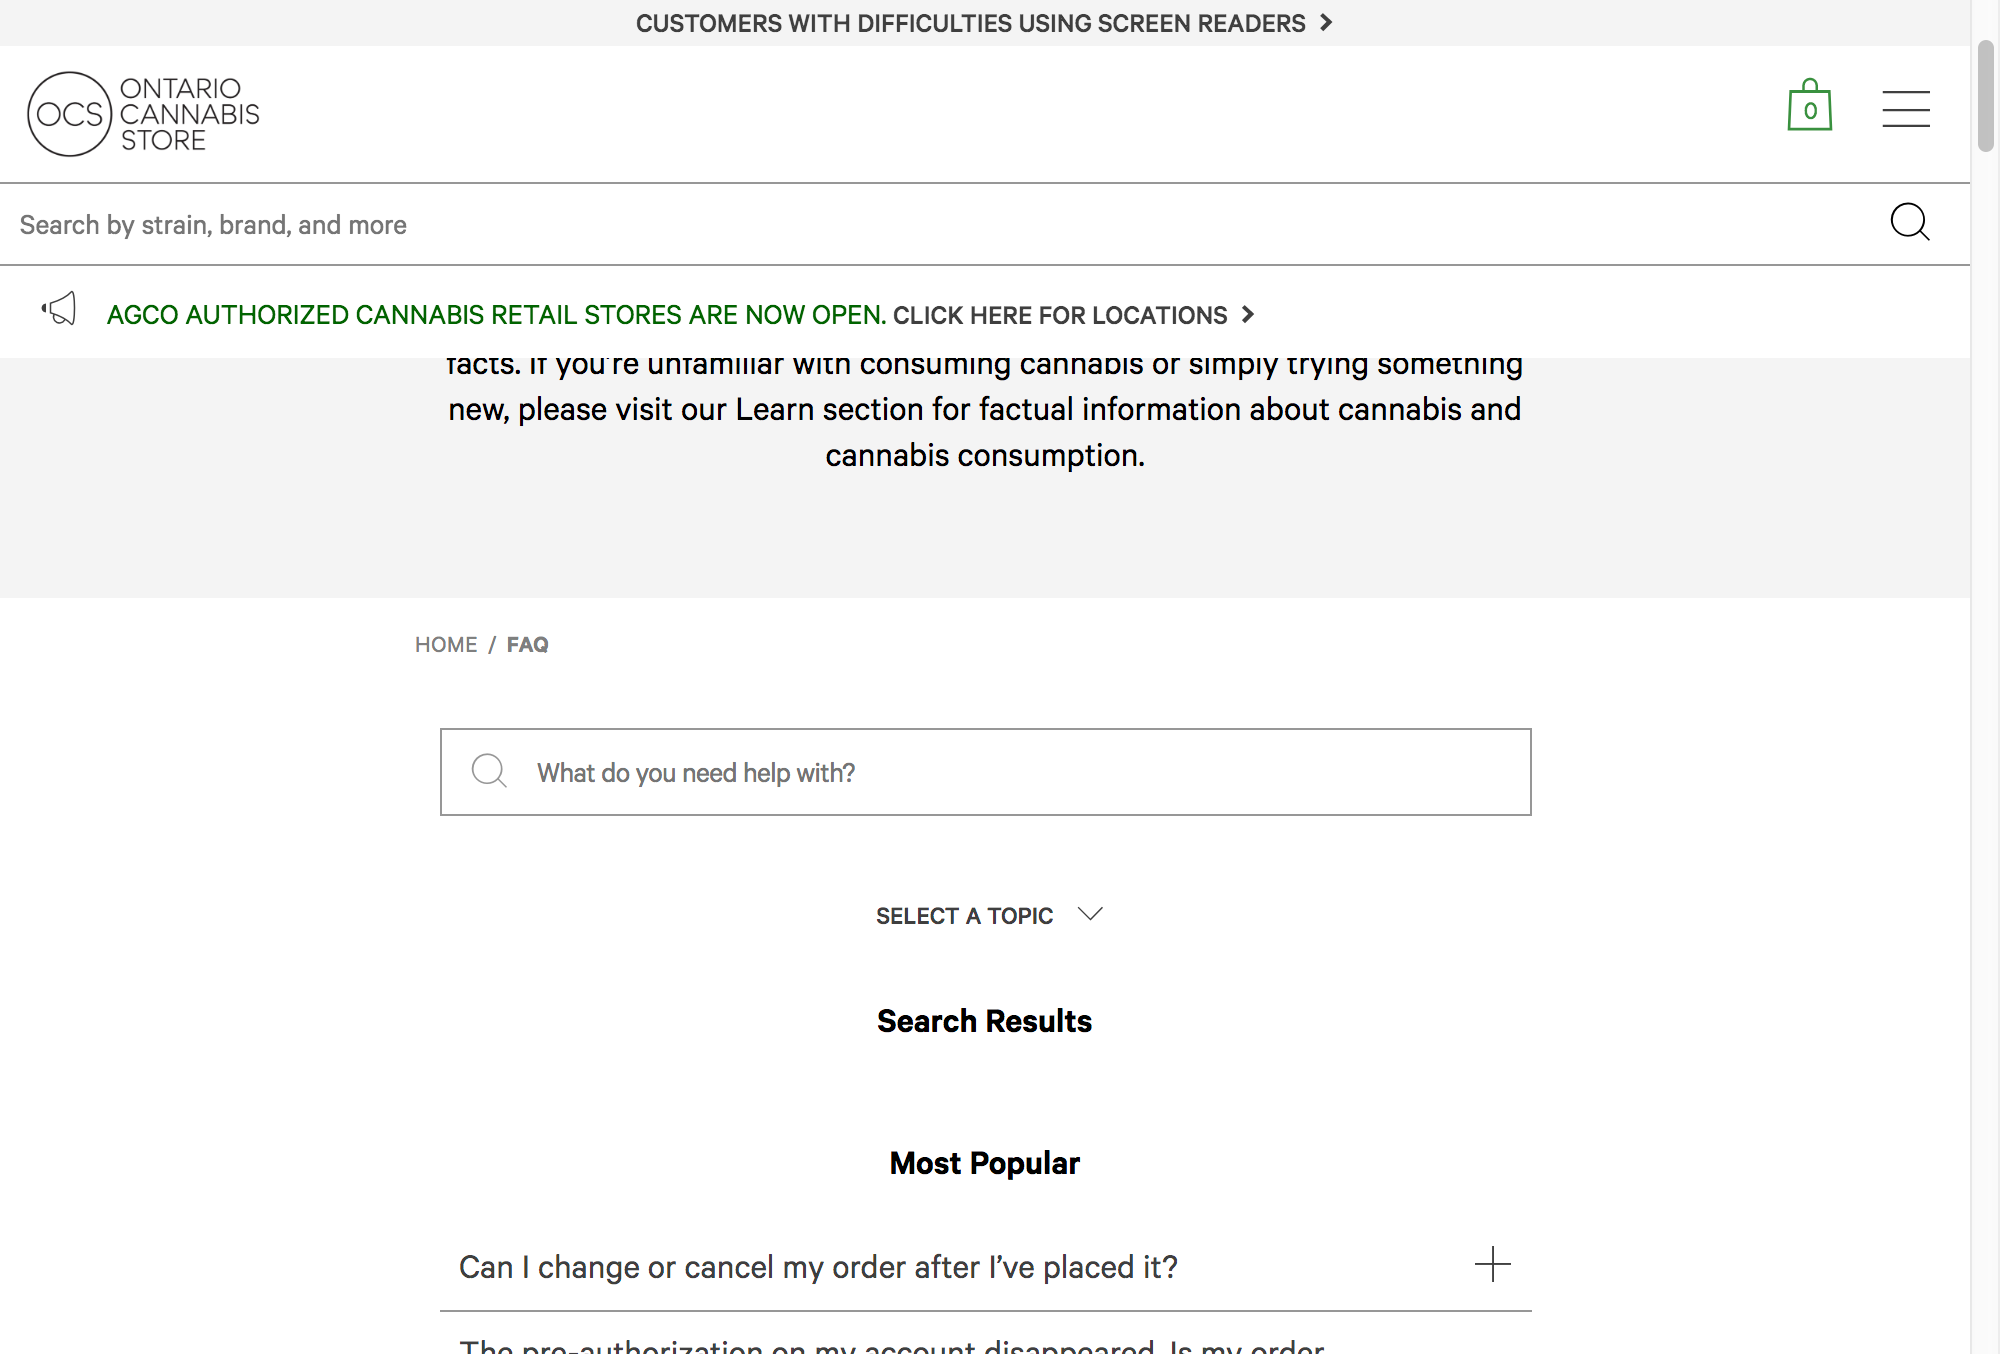 CUSTOMERS WITH DIFFICULTIES USING SCREEN READERS
OCS
ONTARIO
CANNABIS
STORE
0
Search by strain, brand, and more
AGCO AUTHORIZED CANNABIS RETAIL STORES ARE NOW OPEN. CLICK HERE FOR LOCATIONS
facts. If you're unfamiliar with consuming cannabis or simply trying something
new, please visit our Learn section for factual information about cannabis and
cannabis consumption.
HOME / FAQ
What do you need help with?
SELECT A TOPIC
Search Results
Most Popular
Can I change or cancel my order after I’ve placed it?
The pre-authorization on my account disappeared. Is my order